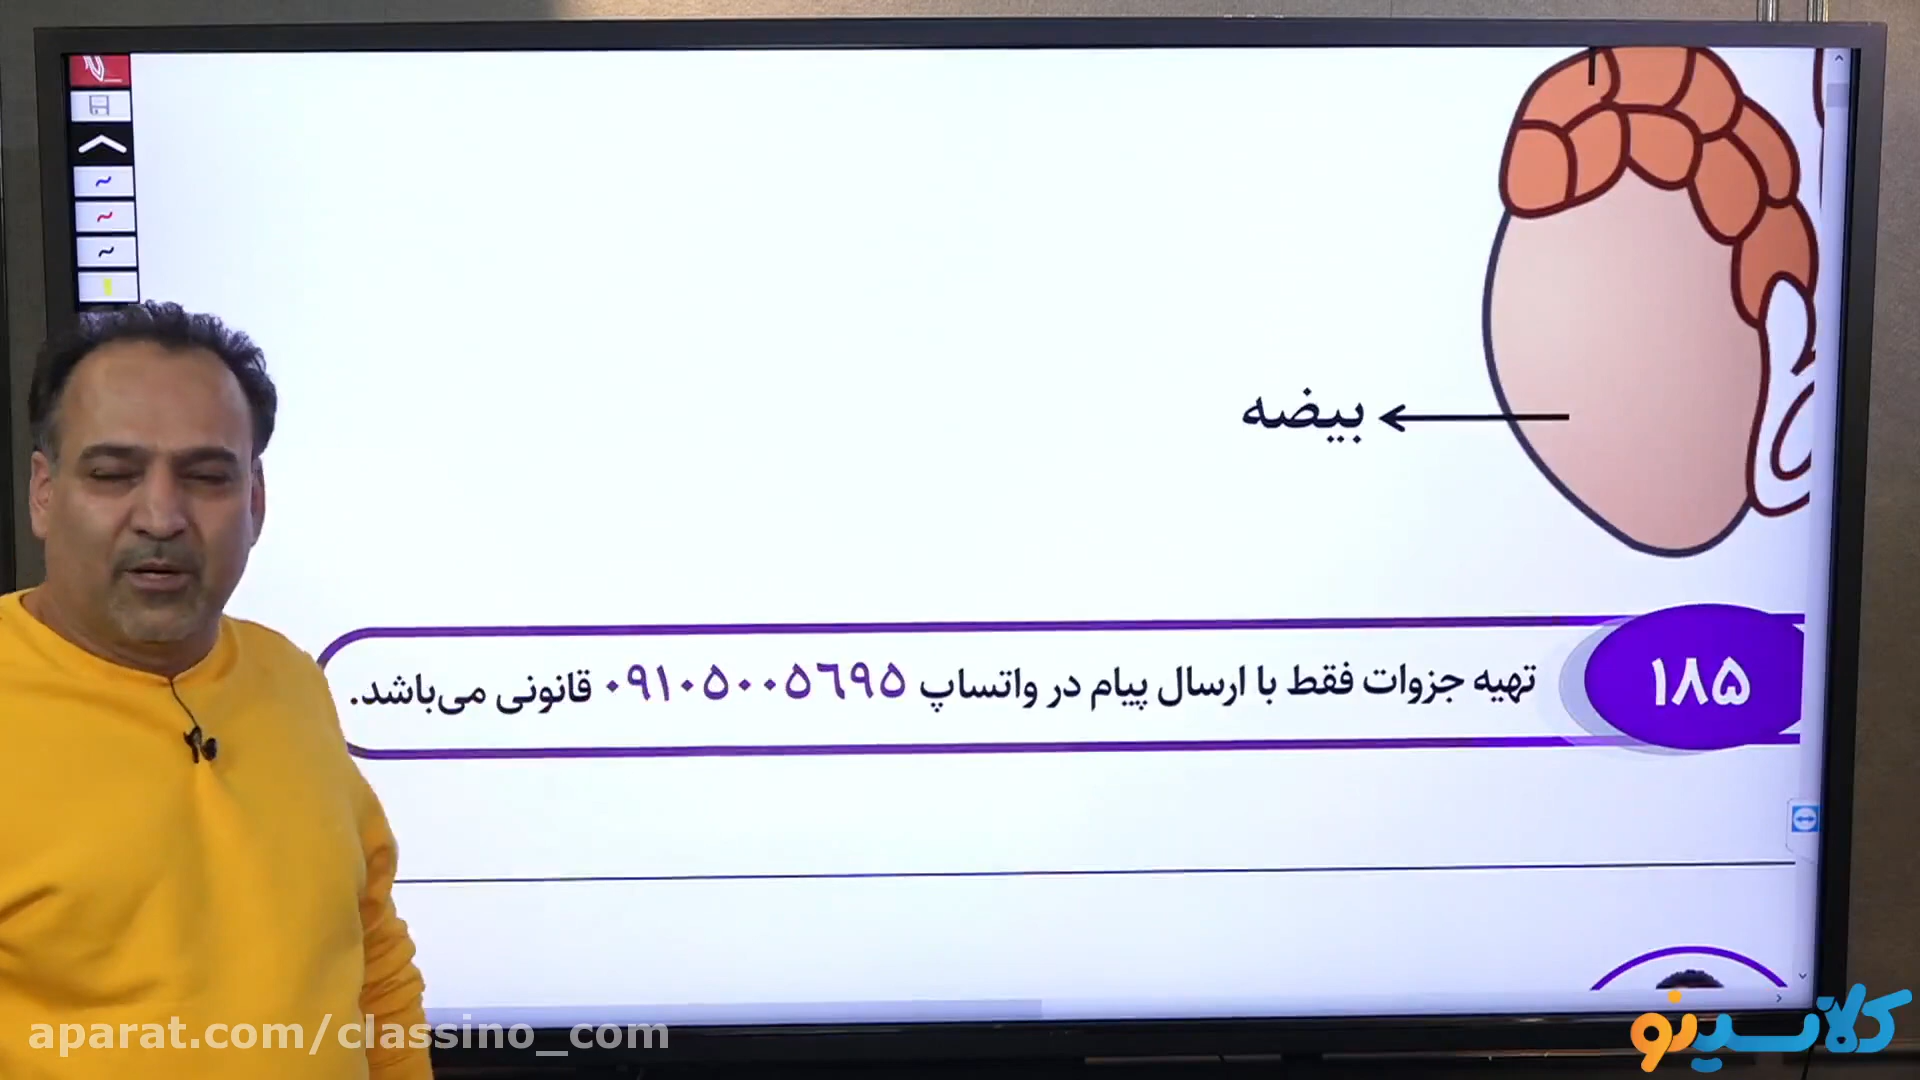 بیضه
۱۸۵
تهیه جزوات فقط با ارسال پیام در واتساپ ۰۹۱۰۵۰۰۵۶۹۵ قانونی می‌باشد.
aparat.com/classino_com
کلاسینو